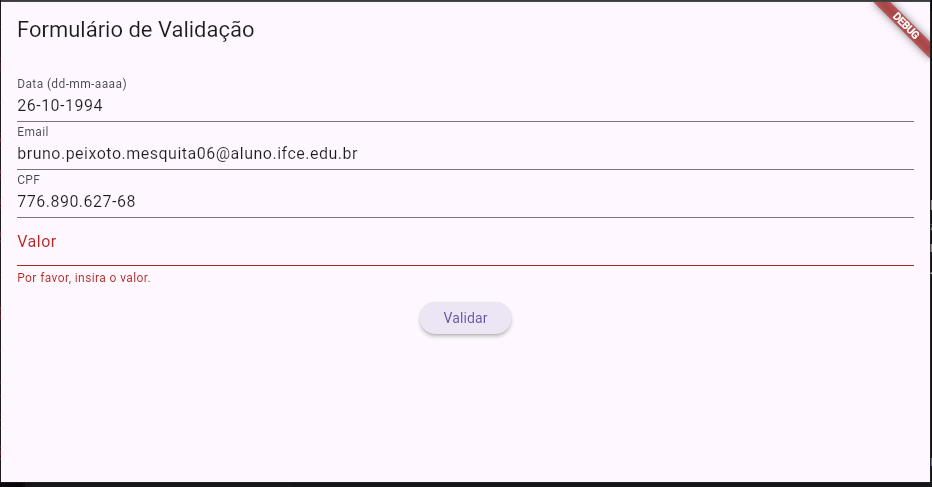 Formulário de Validação
DEBUG
Data (dd-mm-aaaa)
26-10-1994
Email
bruno.peixoto.mesquita06@aluno.ifce.edu.br
CPF
776.890.627-68
Valor
Por favor, insira o valor.
Validar